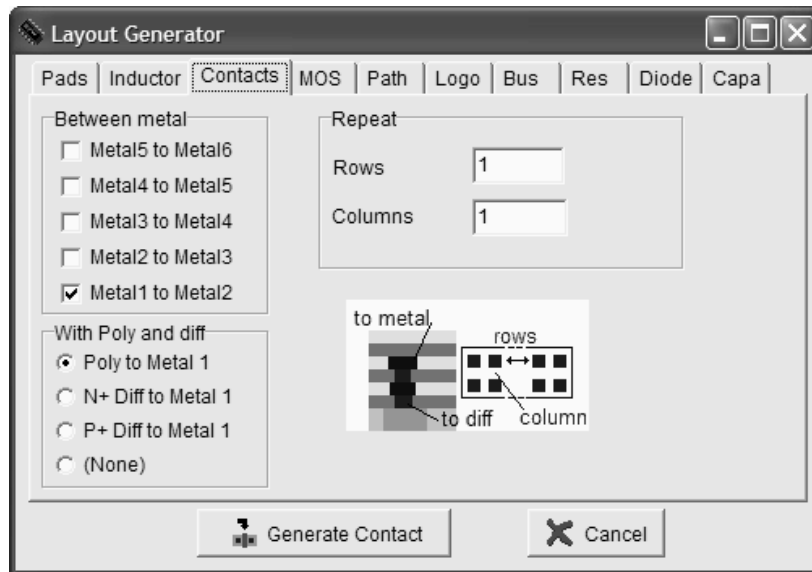 Layout Generator
Pads Inductor Contacts MOS Path Logo Bus Res Diode Capa
Between metal
Metal5 to Metal6
Metal4 to Metal5
Metal3 to Metal4
Metal2 to Metal3
Metal1 to Metal2
With Poly and diff
Poly to Metal 1
N+ Diff to Metal 1
P+ Diff to Metal 1
(None)
Repeat
Rows 1
Columns 1
to metal
rows
to diff
column
Generate Contact
Cancel